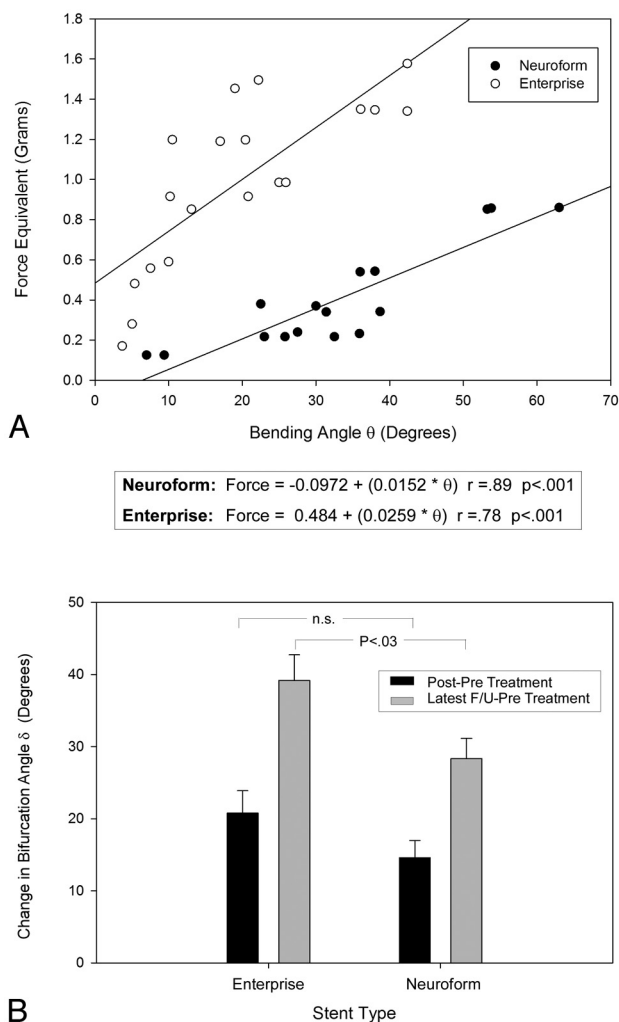 1.8
1.6
1.4
1.2
1.0
0.8
0.6
0.4
0.2
0.0
Force Equivalent (Grams)
Neuroform
Enterprise
0 10 20 30 40 50 60 70
A
Bending Angle θ (Degrees)
Neuroform: Force = -0.0972 + (0.0152 * θ) r =.89 p<.001
Enterprise: Force = 0.484 + (0.0259 * θ) r =.78 p<.001
50
40
30
20
10
0
Change in Bifurcation Angle δ (Degrees)
n.s.
P<.03
Post-Pre Treatment
Latest F/U-Pre Treatment
Enterprise Neuroform
B
Stent Type